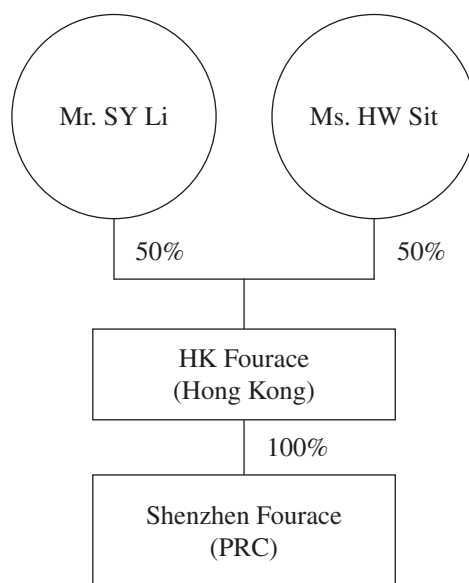 Mr. SY Li
Ms. HW Sit
50%
50%
HK Fourace
(Hong Kong)
100%
Shenzhen Fourace
(PRC)